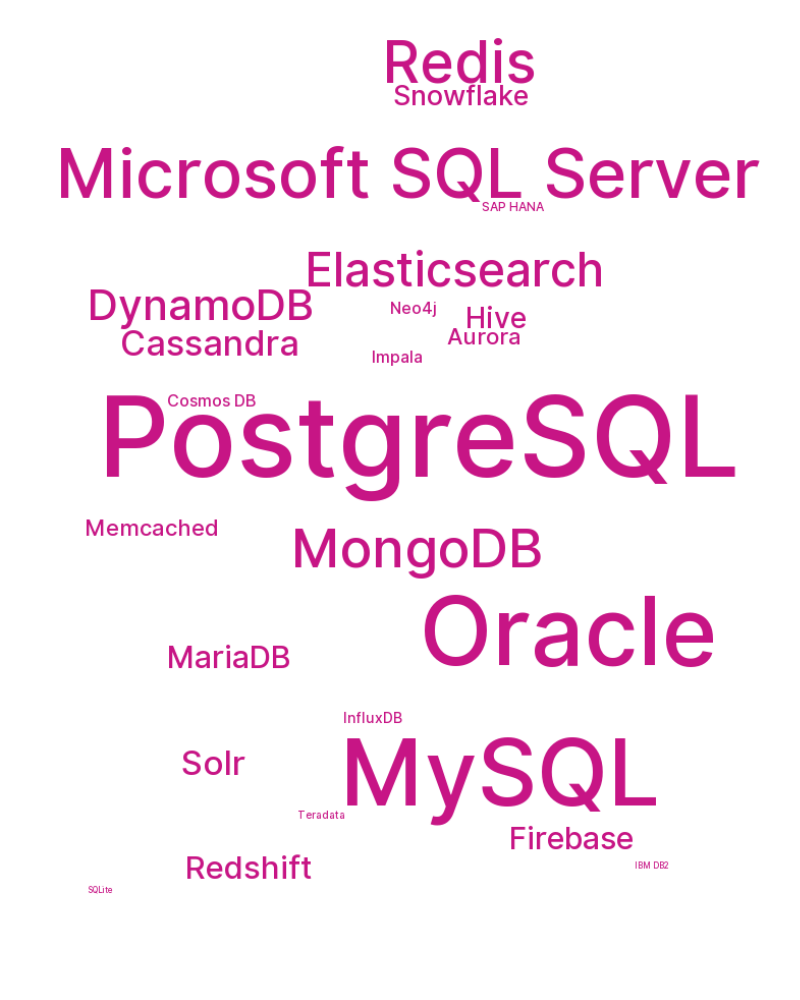 Redis
Snowflake
Microsoft SQL Server
SAP HANA
Elasticsearch
DynamoDB
Neo4j
Hive
Aurora
Cassandra
Impala
Cosmos DB
PostgreSQL
Memcached
MongoDB
Oracle
MariaDB
InfluxDB
Solr
MySQL
Teradata
Firebase
Redshift
IBM DB2
SQLite